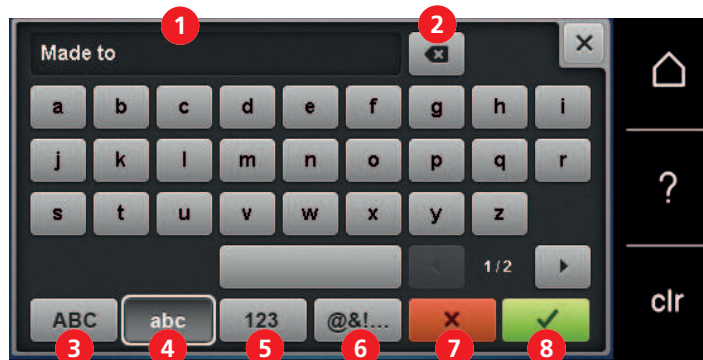 1 2
Made to
a b c d e f g h i
j k l m n o p q r
?
s t u v w x y z
1/2
clr
ABC abc 123 @&!...
3 4 5 6 7 8